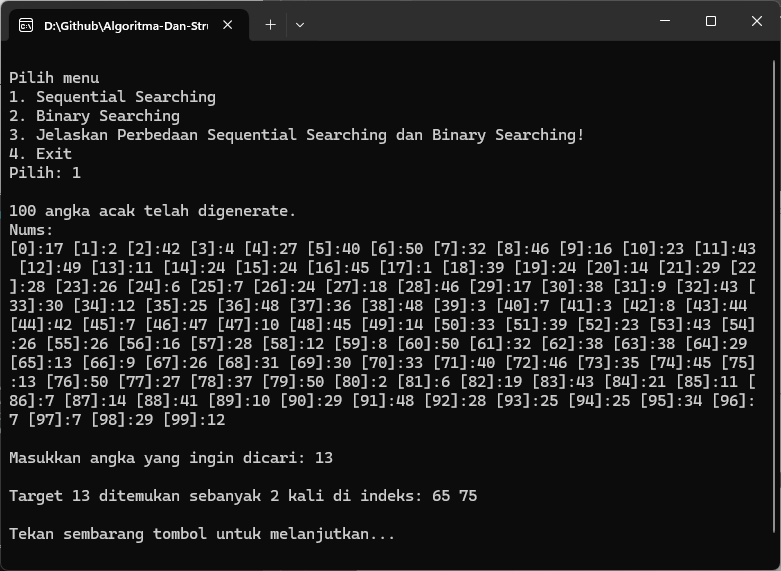 D:\Github\Algoritma-Dan-Stru
Pilih menu
1. Sequential Searching
2. Binary Searching
3. Jelaskan Perbedaan Sequential Searching dan Binary Searching!
4. Exit
Pilih: 1
100 angka acak telah digenerate.
Nums:
[0]:17 [1]:2 [2]:42 [3]:4 [4]:27 [5]:40 [6]:50 [7]:32 [8]:46 [9]:16 [10]:23 [11]:43
[12]:49 [13]:11 [14]:24 [15]:24 [16]:45 [17]:1 [18]:39 [19]:24 [20]:14 [21]:29 [22
]:28 [23]:26 [24]:6 [25]:7 [26]:24 [27]:18 [28]:46 [29]:17 [30]:38 [31]:9 [32]:43 [
33]:30 [34]:12 [35]:25 [36]:48 [37]:36 [38]:48 [39]:3 [40]:7 [41]:3 [42]:8 [43]:44
[44]:42 [45]:7 [46]:47 [47]:10 [48]:45 [49]:14 [50]:33 [51]:39 [52]:23 [53]:43 [54]
:26 [55]:26 [56]:16 [57]:28 [58]:12 [59]:8 [60]:50 [61]:32 [62]:38 [63]:38 [64]:29
[65]:13 [66]:9 [67]:26 [68]:31 [69]:30 [70]:33 [71]:40 [72]:46 [73]:35 [74]:45 [75]
:13 [76]:50 [77]:27 [78]:37 [79]:50 [80]:2 [81]:6 [82]:19 [83]:43 [84]:21 [85]:11 [
86]:7 [87]:14 [88]:41 [89]:10 [90]:29 [91]:48 [92]:28 [93]:25 [94]:25 [95]:34 [96]:
7 [97]:7 [98]:29 [99]:12
Masukkan angka yang ingin dicari: 13
Target 13 ditemukan sebanyak 2 kali di indeks: 65 75
Tekan sembarang tombol untuk melanjutkan...